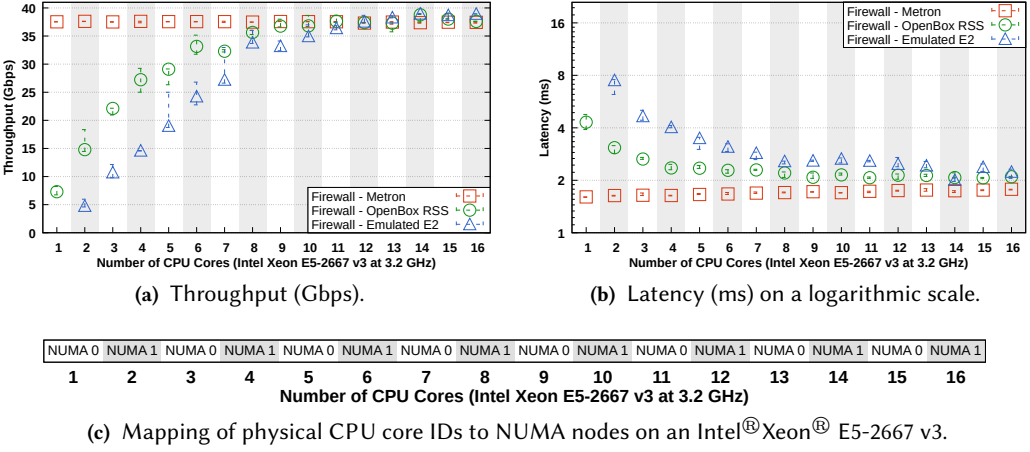 40
35
30
25
20
15
10
5
0
Throughput (Gbps)
Firewall - Metron
Firewall - OpenBox RSS
Firewall - Emulated E2
1 2 3 4 5 6 7 8 9 10 11 12 13 14 15 16
Number of CPU Cores (Intel Xeon E5-2667 v3 at 3.2 GHz)
(a) Throughput (Gbps).
16
8
4
2
1
Latency (ms)
Firewall - Metron
Firewall - OpenBox RSS
Firewall - Emulated E2
1 2 3 4 5 6 7 8 9 10 11 12 13 14 15 16
Number of CPU Cores (Intel Xeon E5-2667 v3 at 3.2 GHz)
(b) Latency (ms) on a logarithmic scale.
NUMA 0 NUMA 1 NUMA 0 NUMA 1 NUMA 0 NUMA 1 NUMA 0 NUMA 1 NUMA 0 NUMA 1 NUMA 0 NUMA 1 NUMA 0 NUMA 1 NUMA 0 NUMA 1
1 2 3 4 5 6 7 8 9 10 11 12 13 14 15 16
Number of CPU Cores (Intel Xeon E5-2667 v3 at 3.2 GHz)
(c) Mapping of physical CPU core IDs to NUMA nodes on an Intel®Xeon® E5-2667 v3.